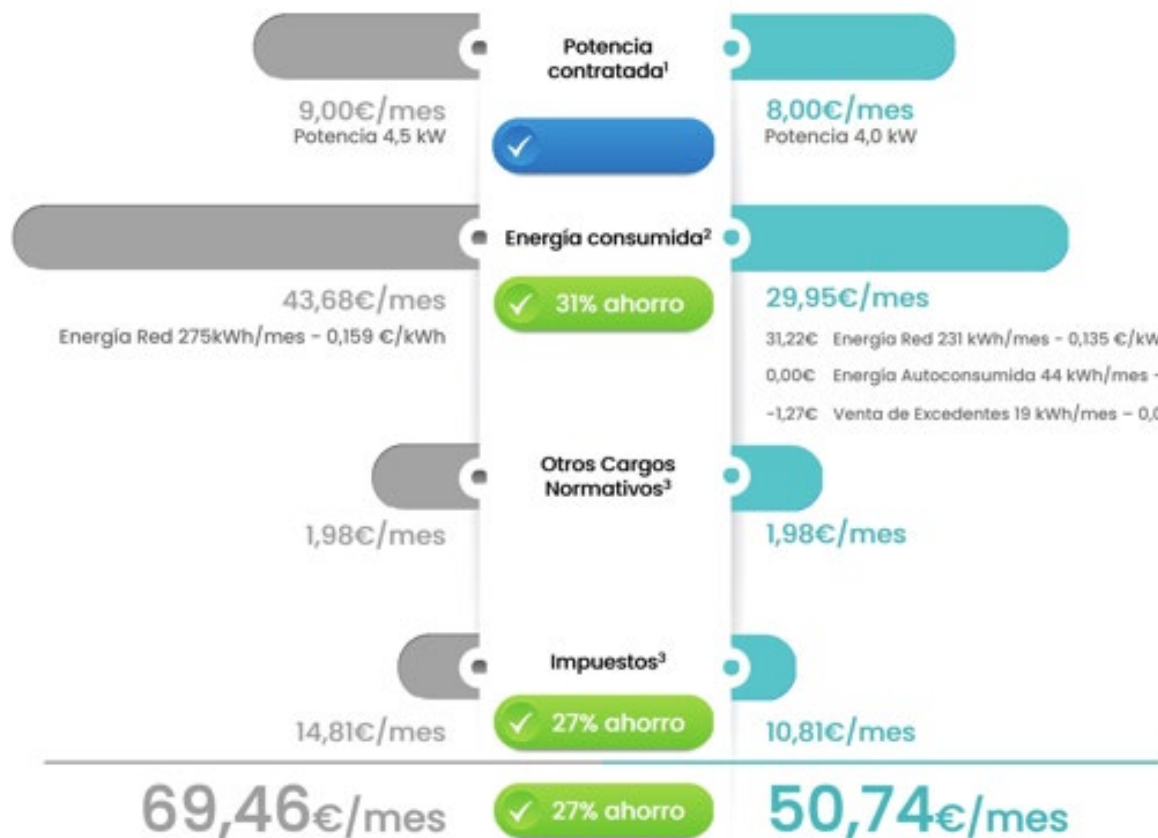 Potencia
contratada¹
9,00€/mes
Potencia 4,5 kW
8,00€/mes
Potencia 4,0 kW
Energía consumida²
43,68€/mes
31% ahorro
29,95€/mes
Energía Red 275kWh/mes - 0,159 €/kWh
31,22€ Energía Red 231 kWh/mes - 0,135 €/kW
0,00€ Energía Autoconsumida 44 kWh/mes -
-1,27€ Venta de Excedentes 19 kWh/mes – 0,0
Otros Cargos
Normativos³
1,98€/mes
1,98€/mes
Impuestos³
14,81€/mes
27% ahorro
10,81€/mes
69,46€/mes
27% ahorro
50,74€/mes